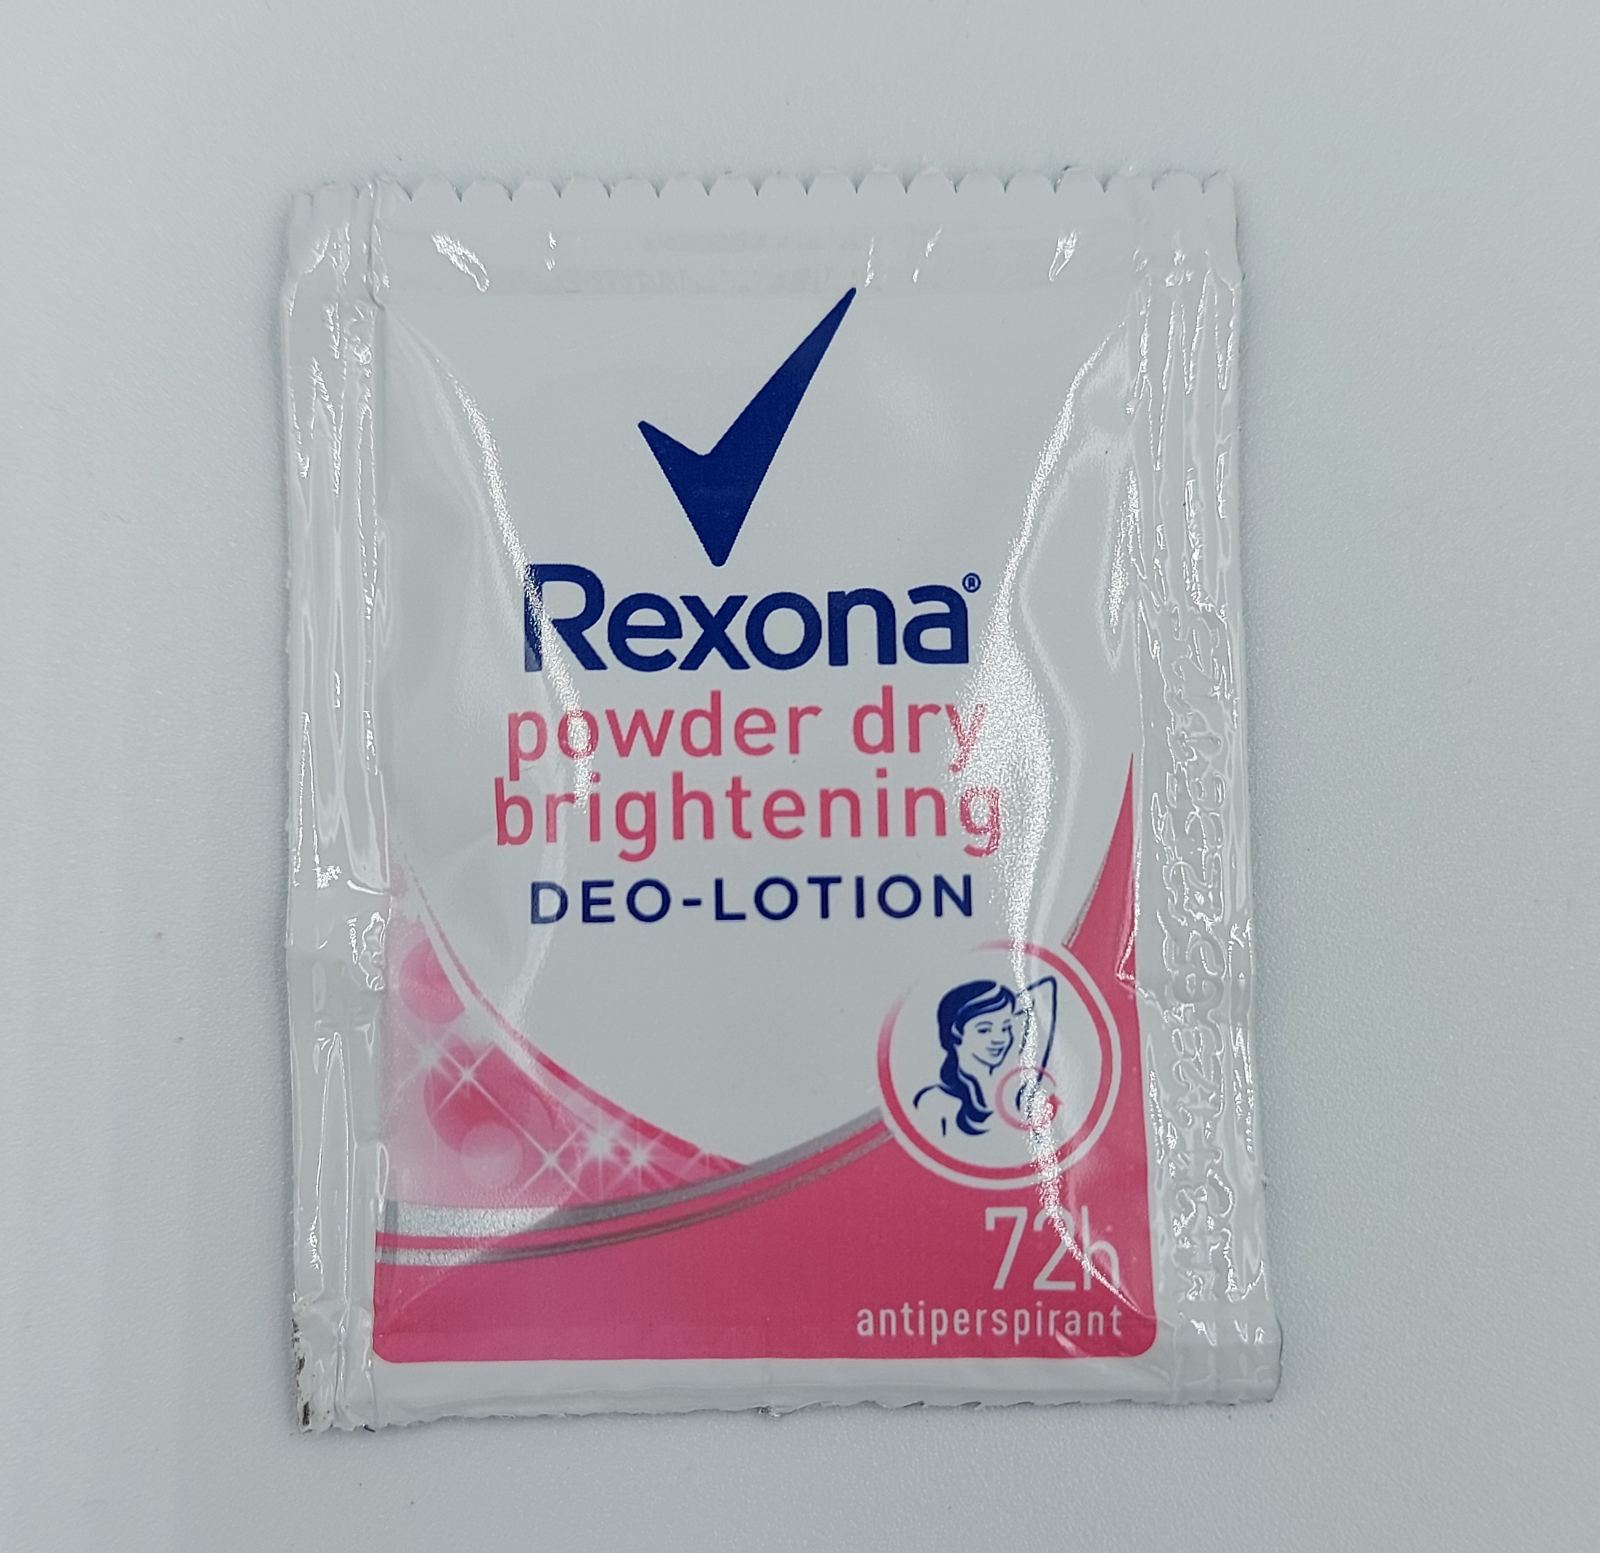 Rexona®
powder dry
brightening
DEO-LOTION
72h
antiperspirant